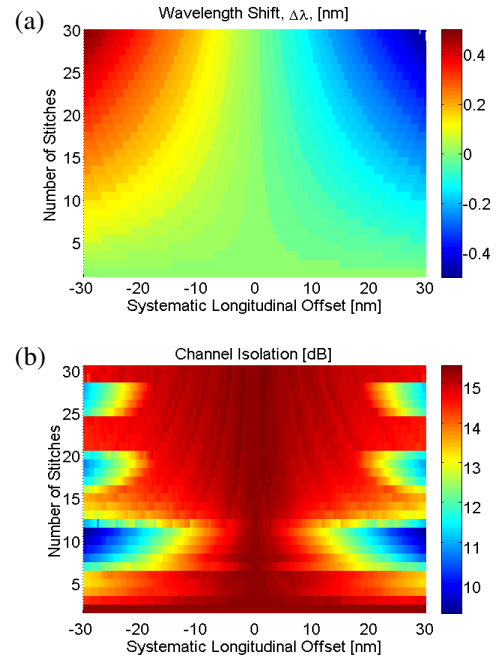 (a)
Wavelength Shift, Δλ, [nm]
30
25
20
15
10
5
Number of Stitches
-30 -20 -10 0 10 20 30
Systematic Longitudinal Offset [nm]
0.4
0.2
0
-0.2
-0.4
(b)
Channel Isolation [dB]
30
25
20
15
10
5
Number of Stitches
-30 -20 -10 0 10 20 30
Systematic Longitudinal Offset [nm]
15
14
13
12
11
10